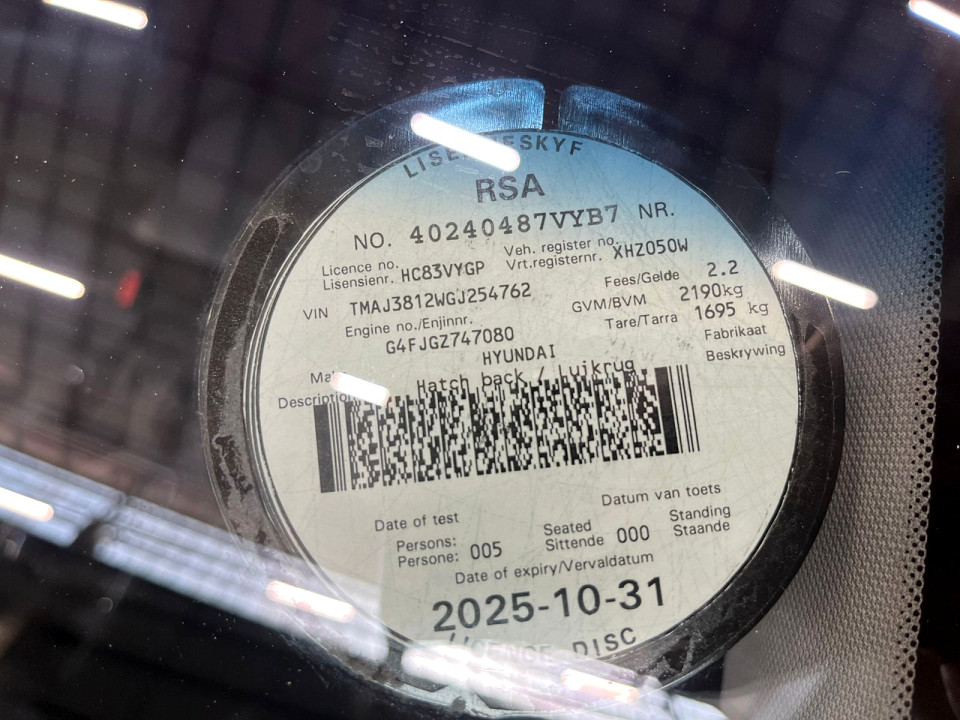 LISENSIESKYF
RSA
NO. 40240487VYB7 NR.
Licence no. Veh. register no.
Lisensienr. HC83VYGP Vrt.registernr. XHZ050W
VIN TMAJ3812WGJ254762 Fees/Gelde 2.2
Engine no./Enjinnr. GVM/BVM 2190kg
G4FJGZ747080 Tare/Tarra 1695 kg
HYUNDAI Fabrikaat
Description Hatch back / Luikrug Beskrywing
Date of test Datum van toets
Persons: Seated Standing
Persone: 005 Sittende 000 Staande
Date of expiry/Vervaldatum
2025-10-31
LICENCE DISC